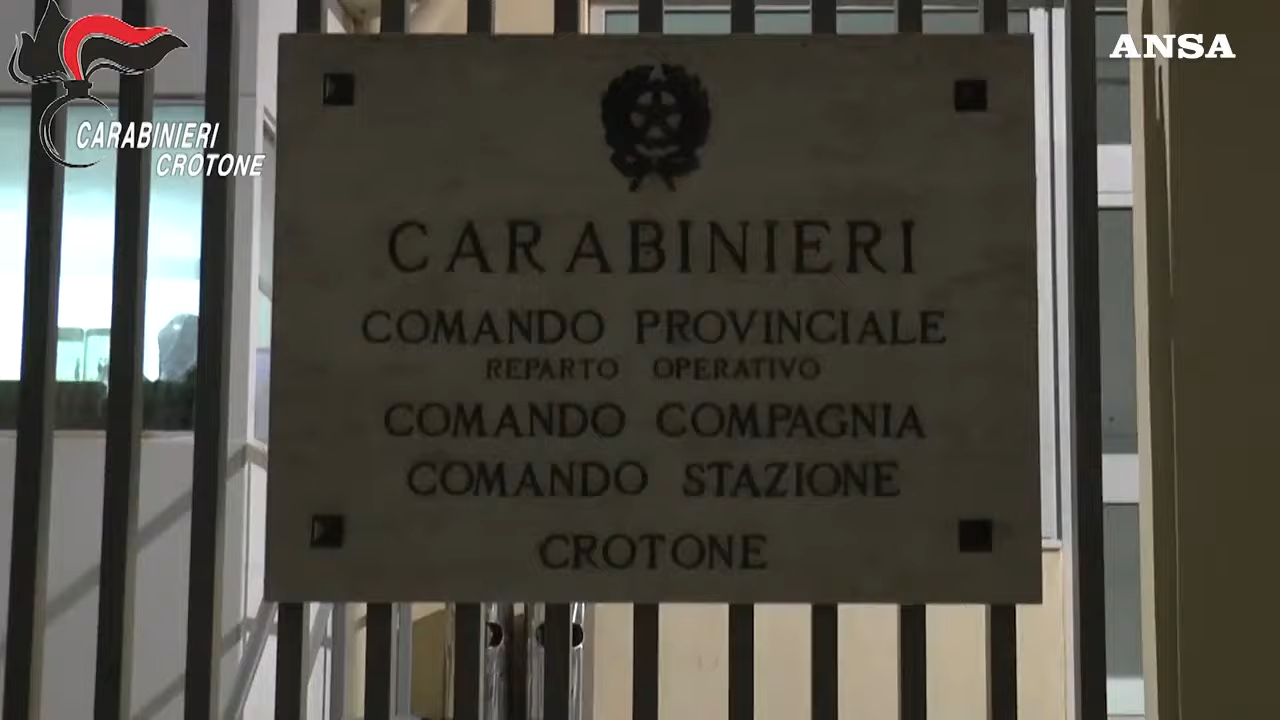 CARABINIERI
CROTONE
ANSA
CARABINIERI
COMANDO PROVINCIALE
REPARTO OPERATIVO
COMANDO COMPAGNIA
COMANDO STAZIONE
CROTONE